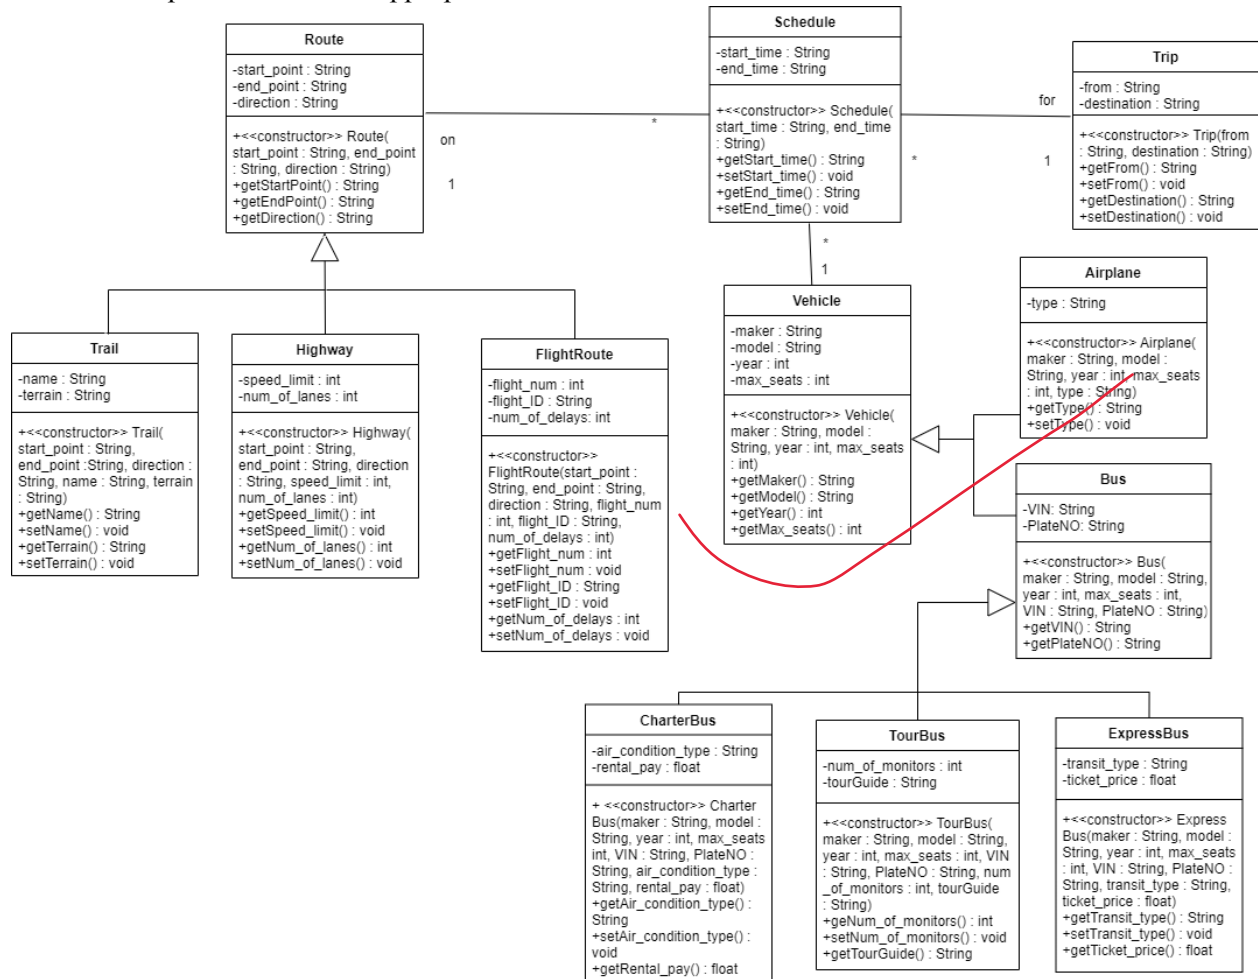 Route
-start_point : String
-end_point : String
-direction : String
+<<constructor>> Route(
start_point : String, end_point
: String, direction : String)
+getStartPoint() : String
+getEndPoint() : String
+getDirection() : String
on
1
*
Schedule
-start_time : String
-end_time : String
+<<constructor>> Schedule(
start_time : String, end_time
: String)
+getStart_time() : String
+setStart_time() : void
+getEnd_time() : String
+setEnd_time() : void
for
*
1
*
1
Trip
-from : String
-destination : String
+<<constructor>> Trip(from
: String, destination : String)
+getFrom() : String
+setFrom() : void
+getDestination() : String
+setDestination() : void
Trail
-name : String
-terrain : String
+<<constructor>> Trail(
start_point : String,
end_point :String, direction :
String, name : String, terrain
: String)
+getName() : String
+setName() : void
+getTerrain() : String
+setTerrain() : void
Highway
-speed_limit : int
-num_of_lanes : int
+<<constructor>> Highway(
start_point : String,
end_point : String, direction
: String, speed_limit : int,
num_of_lanes : int)
+getSpeed_limit() : int
+setSpeed_limit() : void
+getNum_of_lanes() : int
+setNum_of_lanes() : void
FlightRoute
-flight_num : int
-flight_ID : String
-num_of_delays: int
+<<constructor>>
FlightRoute(start_point :
String, end_point : String,
direction : String, flight_num
: int, flight_ID : String,
num_of_delays : int)
+getFlight_num : int
+setFlight_num : void
+getFlight_ID : String
+setFlight_ID : void
+getNum_of_delays : int
+setNum_of_delays : void
Vehicle
-maker : String
-model : String
-year : int
-max_seats : int
+<<constructor>> Vehicle(
maker : String, model :
String, year : int, max_seats
: int)
+getMaker() : String
+getModel() : String
+getYear() : int
+getMax_seats() : int
Airplane
-type : String
+<<constructor>> Airplane(
maker : String, model :
String, year : int, max_seats
: int, type : String)
+getType() : String
+setType() : void
Bus
-VIN: String
-PlateNO: String
+<<constructor>> Bus(
maker : String, model : String,
year : int, max_seats : int,
VIN : String, PlateNO : String)
+getVIN() : String
+getPlateNO() : String
CharterBus
-air_condition_type : String
-rental_pay : float
+ <<constructor>> Charter
Bus(maker : String, model :
String, year : int, max_seats
int, VIN : String, PlateNO :
String, air_condition_type :
String, rental_pay : float)
+getAir_condition_type() :
String
+setAir_condition_type() :
void
+getRental_pay() : float
TourBus
-num_of_monitors : int
-tourGuide : String
+<<constructor>> TourBus(
maker : String, model : String,
year : int, max_seats : int, VIN
: String, PlateNO : String, num
_of_monitors : int, tourGuide
: String)
+geNum_of_monitors() : int
+setNum_of_monitors() : void
+getTourGuide() : String
ExpressBus
-transit_type : String
-ticket_price : float
+<<constructor>> Express
Bus(maker : String, model :
String, year : int, max_seats
: int, VIN : String, PlateNO
: String, transit_type : String,
ticket_price : float)
+getTransit_type() : String
+setTransit_type() : void
+getTicket_price() : float